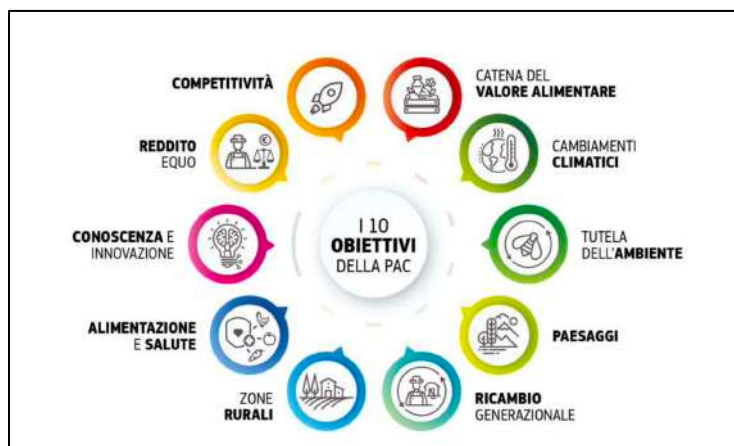 COMPETITIVITÀ
CATENA DEL
VALORE ALIMENTARE
REDDITO
EQUO
CAMBIAMENTI
CLIMATICI
CONOSCENZA E
INNOVAZIONE
I 10
OBIETTIVI
DELLA PAC
TUTELA
DELL'AMBIENTE
ALIMENTAZIONE
E SALUTE
PAESAGGI
ZONE
RURALI
RICAMBIO
GENERAZIONALE